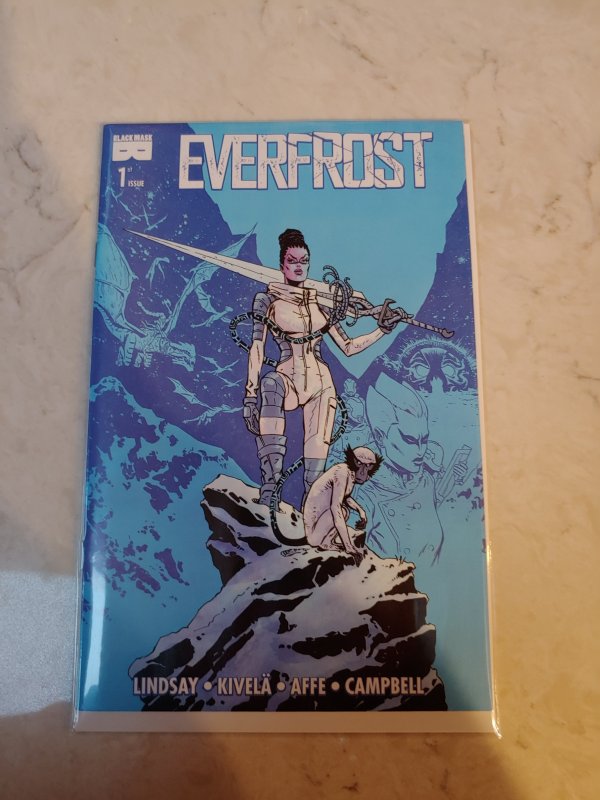 BLACK MASK
B
EVERFROST
1st ISSUE
LINDSAY • KIVELÄ • AFFE • CAMPBELL